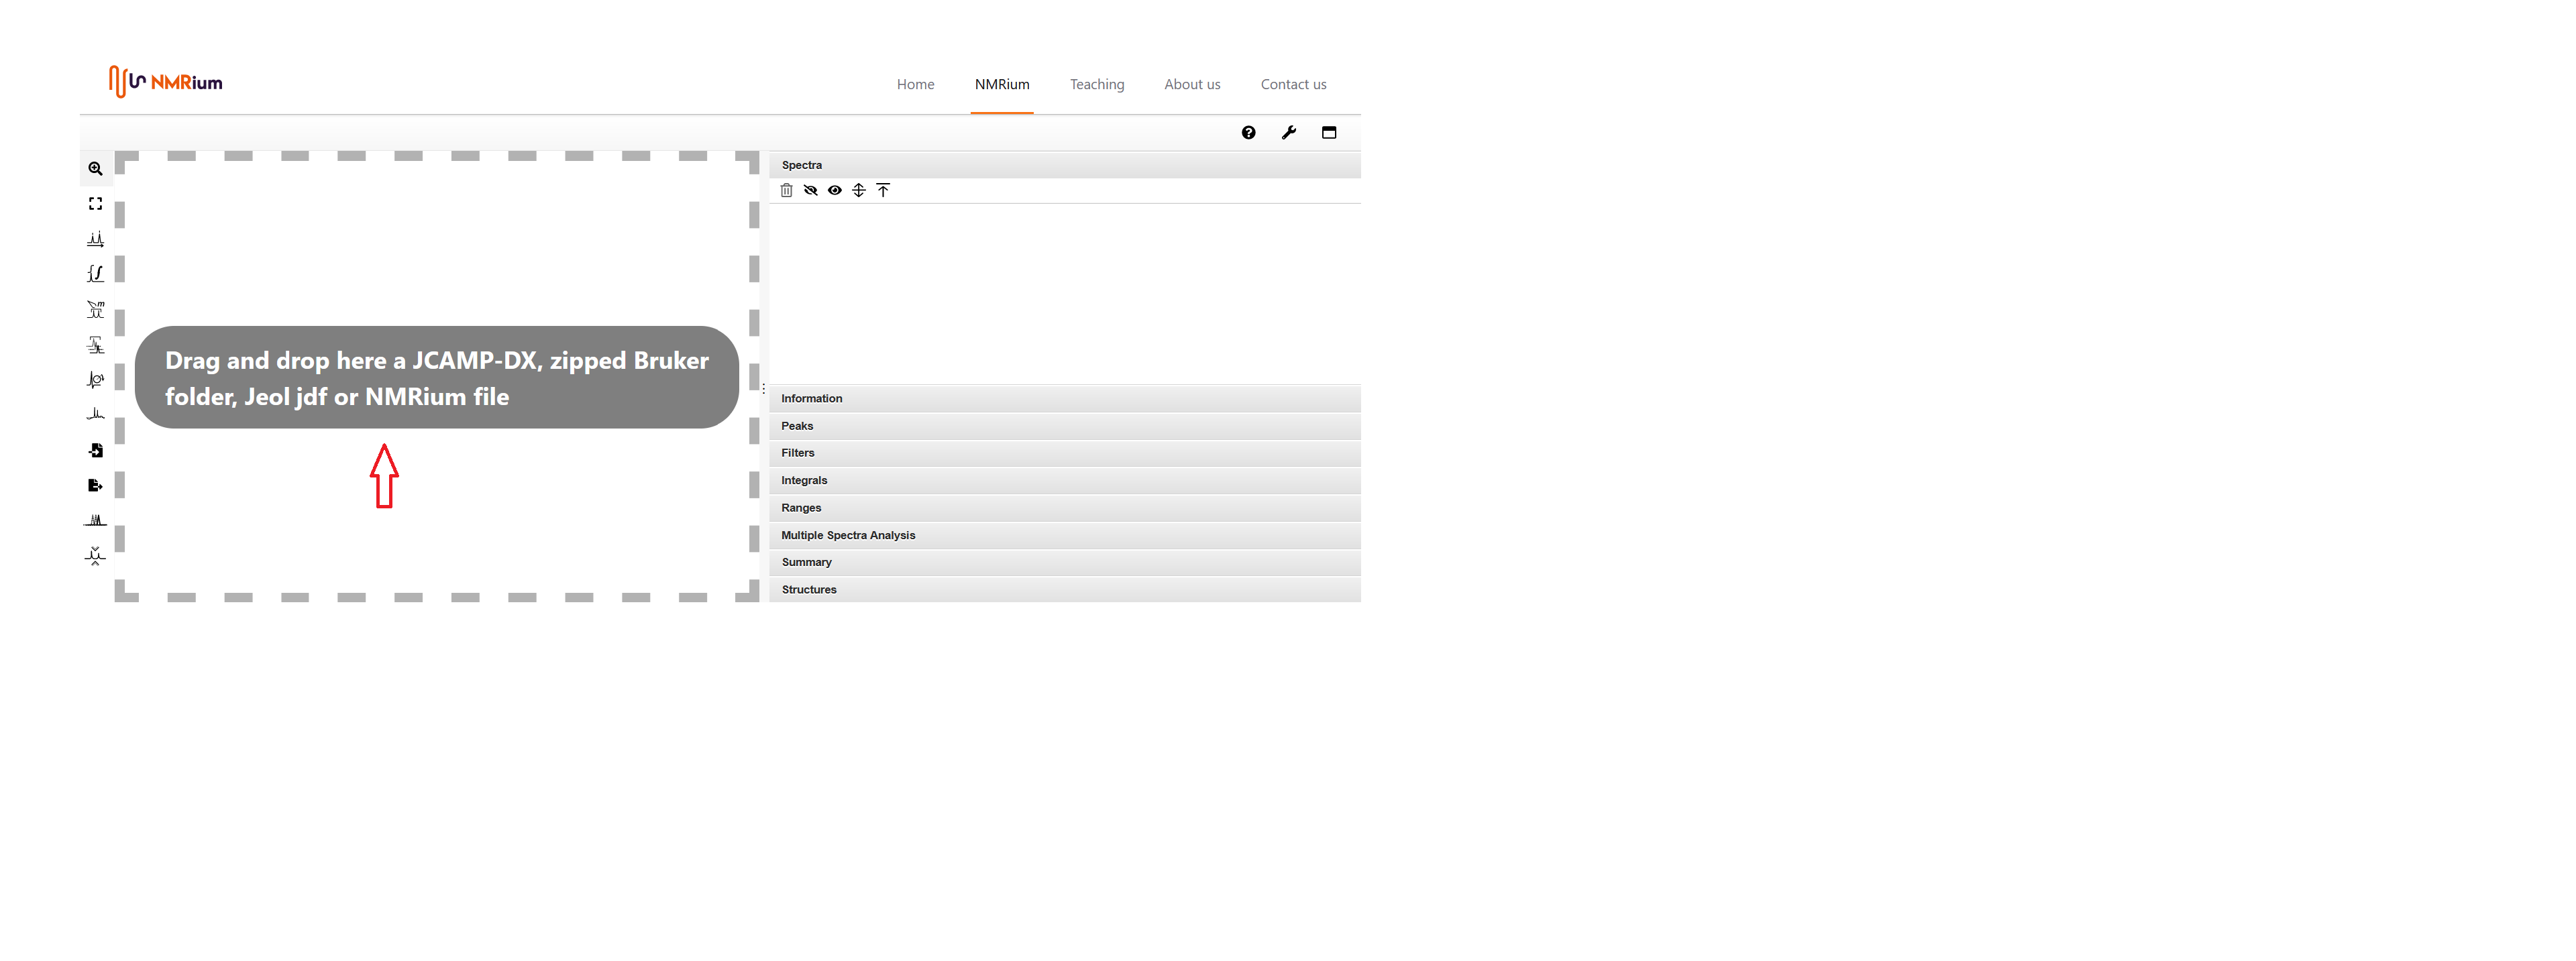 NMRium
Home
NMRium
Teaching
About us
Contact us
Spectra
Drag and drop here a JCAMP-DX, zipped Bruker
folder, Jeol jdf or NMRium file
Information
Peaks
Filters
Integrals
Ranges
Multiple Spectra Analysis
Summary
Structures